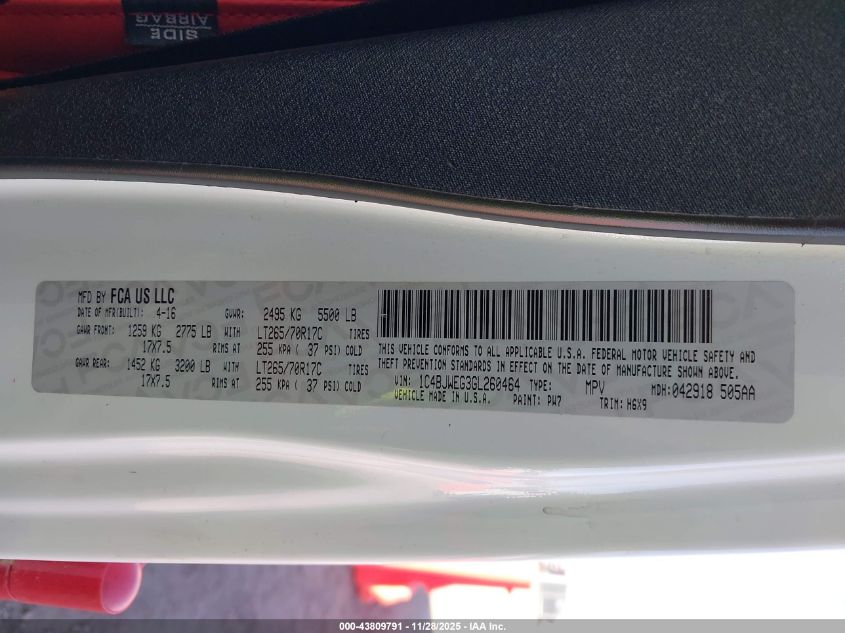 SIDE
AIRBAG
MFD BY FCA US LLC
DATE OF MFR(BUILT): 4-16 GVWR: 2495 KG 5500 LB
GAWR FRONT: 1259 KG 2775 LB WITH LT265/70R17C TIRES
17X7.5 RIMS AT 255 KPA ( 37 PSI) COLD
GAWR REAR: 1452 KG 3200 LB WITH LT265/70R17C TIRES
17X7.5 RIMS AT 255 KPA ( 37 PSI) COLD
THIS VEHICLE CONFORMS TO ALL APPLICABLE U.S.A. FEDERAL MOTOR VEHICLE SAFETY AND
THEFT PREVENTION STANDARDS IN EFFECT ON THE DATE OF MANUFACTURE SHOWN ABOVE.
VIN: 1C4BJWEG3GL260464 TYPE: MPV MDH:042918 505AA
VEHICLE MADE IN U.S.A. PAINT: PW7 TRIM: H6X9
000-43809791 - 11/28/2025 - IAA Inc.